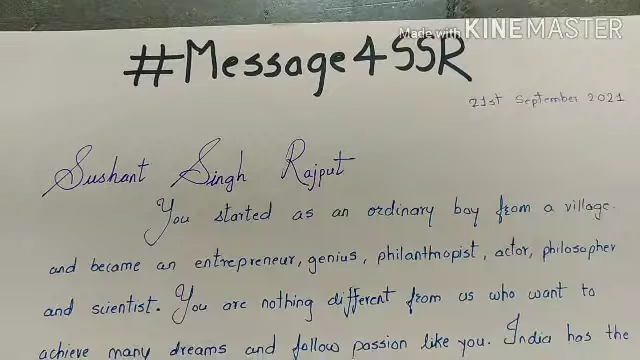 Made with KINEMASTER
#Message4SSR
21st September 2021
Sushant Singh Rajput
You started as an ordinary boy from a village
and became an entrepreneur, genius, philanthropist, actor, philosopher
and scientist. You are nothing different from us who want to
achieve many dreams and follow passion like you. India has the